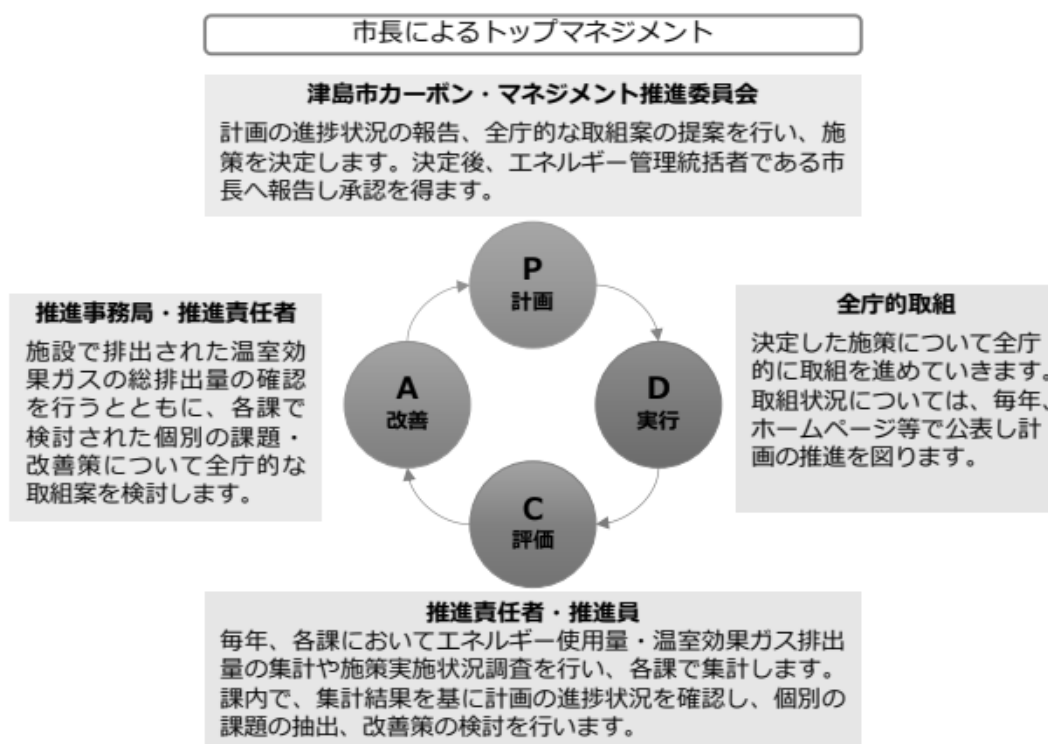 市長によるトップマネジメント
津島市カーボン・マネジメント推進委員会
計画の進捗状況の報告、全庁的な取組案の提案を行い、施
策を決定します。決定後、エネルギー管理統括者である市
長へ報告し承認を得ます。
P
計画
推進事務局・推進責任者
施設で排出された温室効
果ガスの総排出量の確認
を行うとともに、各課で
検討された個別の課題・
改善策について全庁的な
取組案を検討します。
A
改善
D
実行
全庁的取組
決定した施策について全庁
的に取組を進めていきます。
取組状況については、毎年、
ホームページ等で公表し計
画の推進を図ります。
C
評価
推進責任者・推進員
毎年、各課においてエネルギー使用量・温室効果ガス排出
量の集計や施策実施状況調査を行い、各課で集計します。
課内で、集計結果を基に計画の進捗状況を確認し、個別の
課題の抽出、改善策の検討を行います。